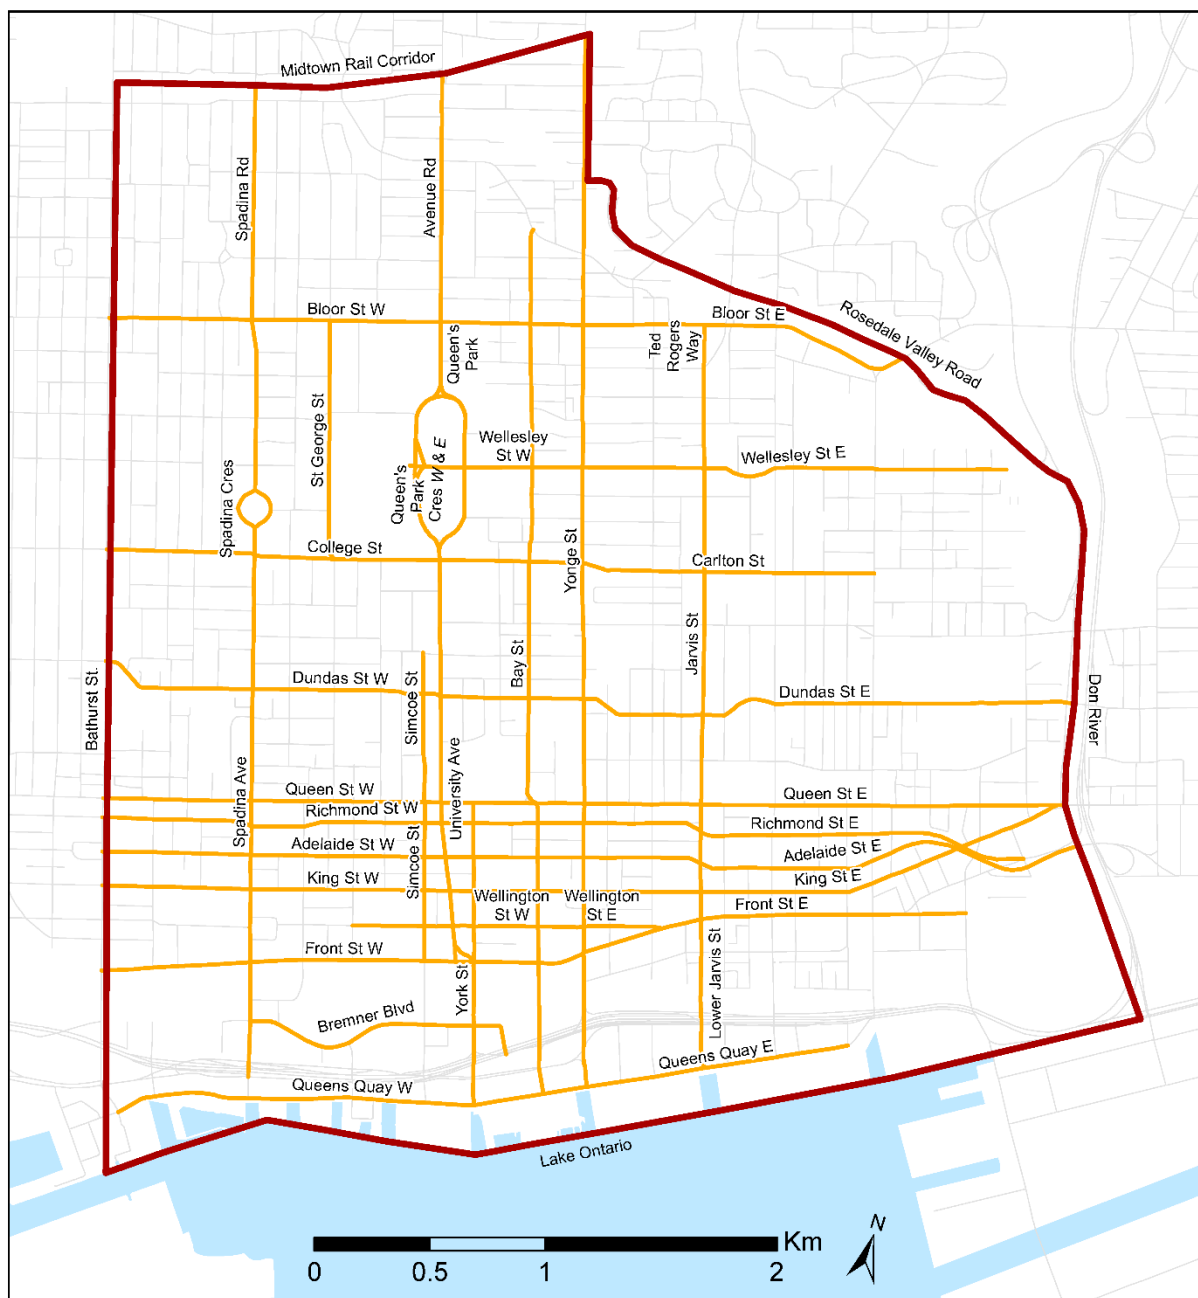 Midtown Rail Corridor
Spadina Rd
Avenue Rd
Bloor St W
Bloor St E
Rosedale Valley Road
Queen's
Park
Ted
Rogers
Way
St George St
Wellesley
St W
Wellesley St E
Queen's
Park
Cres W & E
Spadina Cres
College St
Yonge St
Carlton St
Bathurst St.
Dundas St W
Simcoe St
Bay St
Jarvis St
Dundas St E
Don River
Spadina Ave
University Ave
Queen St W
Queen St E
Richmond St W
Richmond St E
Adelaide St W
Adelaide St E
Simcoe St
King St W
King St E
Wellington
St W
Wellington
St E
Front St E
Front St W
York St
Lower Jarvis St
Bremner Blvd
Queens Quay E
Queens Quay W
Lake Ontario
N
Km
0
0.5
1
2